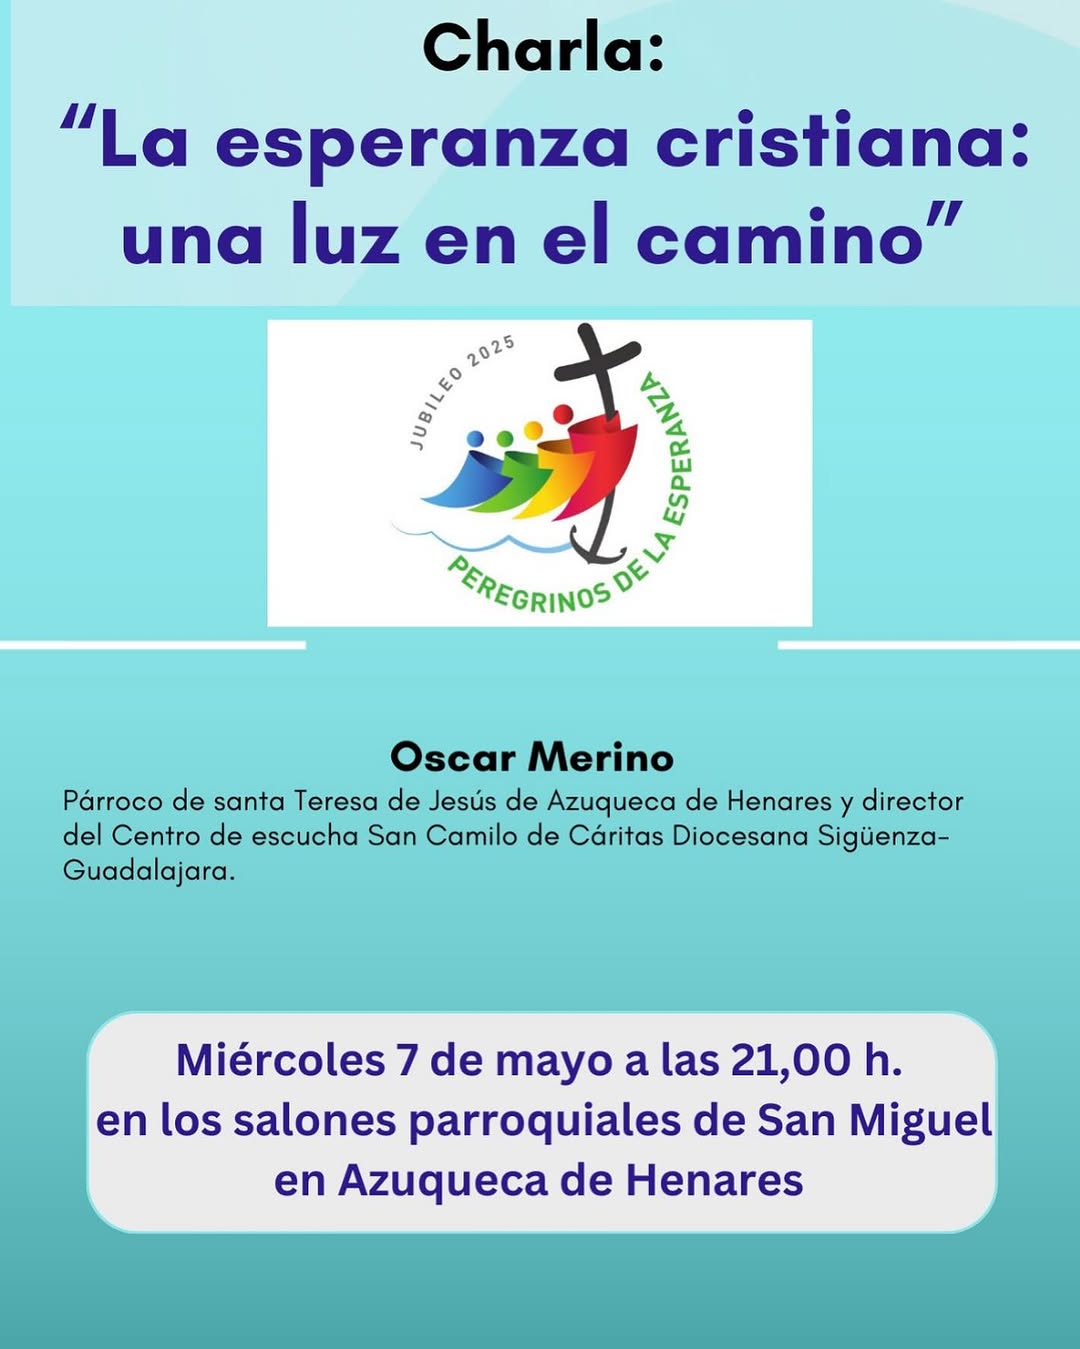 Charla:
“La esperanza cristiana:
una luz en el camino”
JUBILEO 2025
PEREGRINOS DE LA ESPERANZA
Oscar Merino
Párroco de santa Teresa de Jesús de Azuqueca de Henares y director
del Centro de escucha San Camilo de Cáritas Diocesana Sigüenza-
Guadalajara.
Miércoles 7 de mayo a las 21,00 h.
en los salones parroquiales de San Miguel
en Azuqueca de Henares